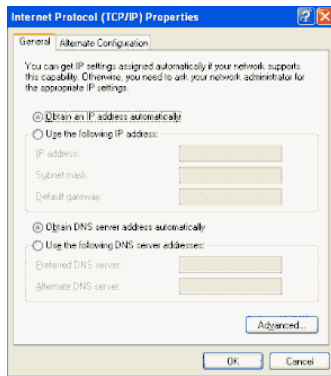 Internet Protocol (TCP/IP) Properties
General
Alternate Configuration
You can get IP settings assigned automatically if your network supports
this capability. Otherwise, you need to ask your network administrator for
the appropriate IP settings.
Obtain an IP address automatically
Use the following IP address:
IP address:
Subnet mask:
Default gateway:
Obtain DNS server address automatically
Use the following DNS server addresses:
Preferred DNS server:
Alternate DNS server:
Advanced...
OK
Cancel